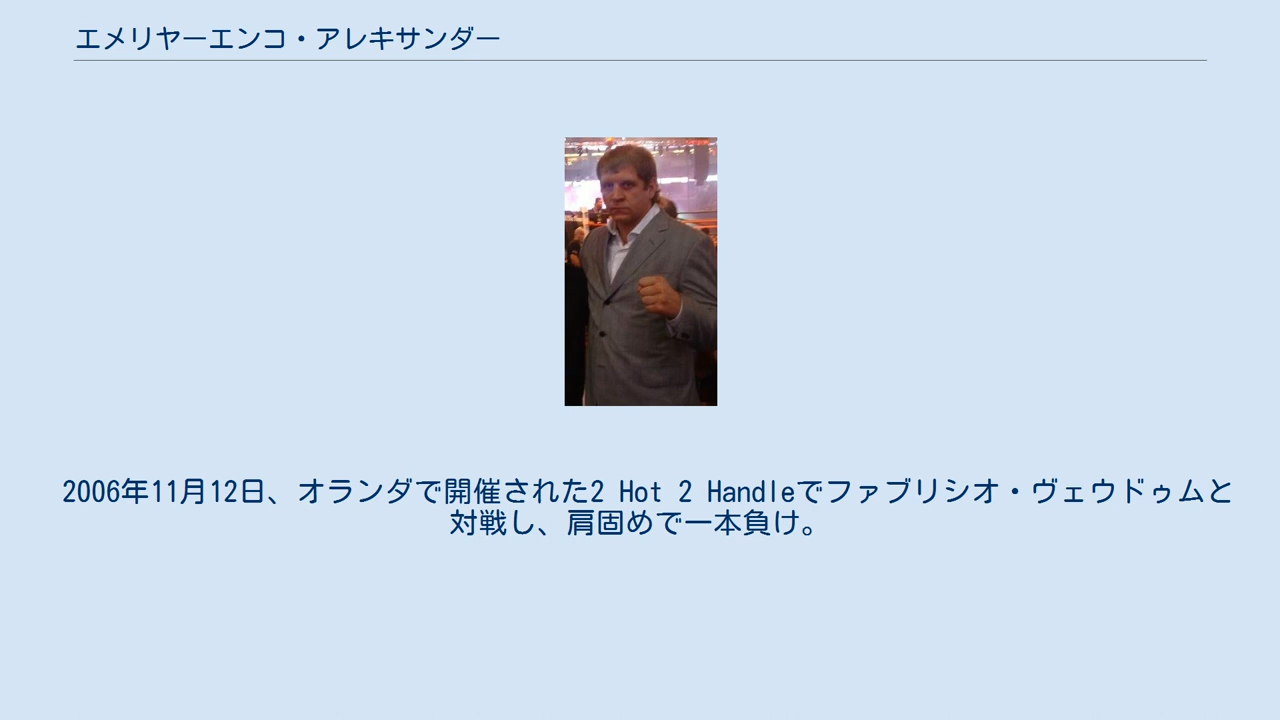 エメリヤーエンコ・アレキサンダー
2006年11月12日、オランダで開催された2 Hot 2 Handleでファブリシオ・ヴェウドゥムと
対戦し、肩固めで一本負け。